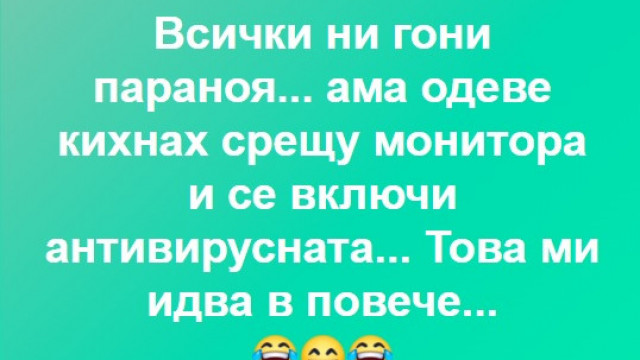 Всички ни гони
параноя... ама одеве
кихнах срещу монитора
и се включи
антивирусната... Това ми
идва в повече...
😂😁😂